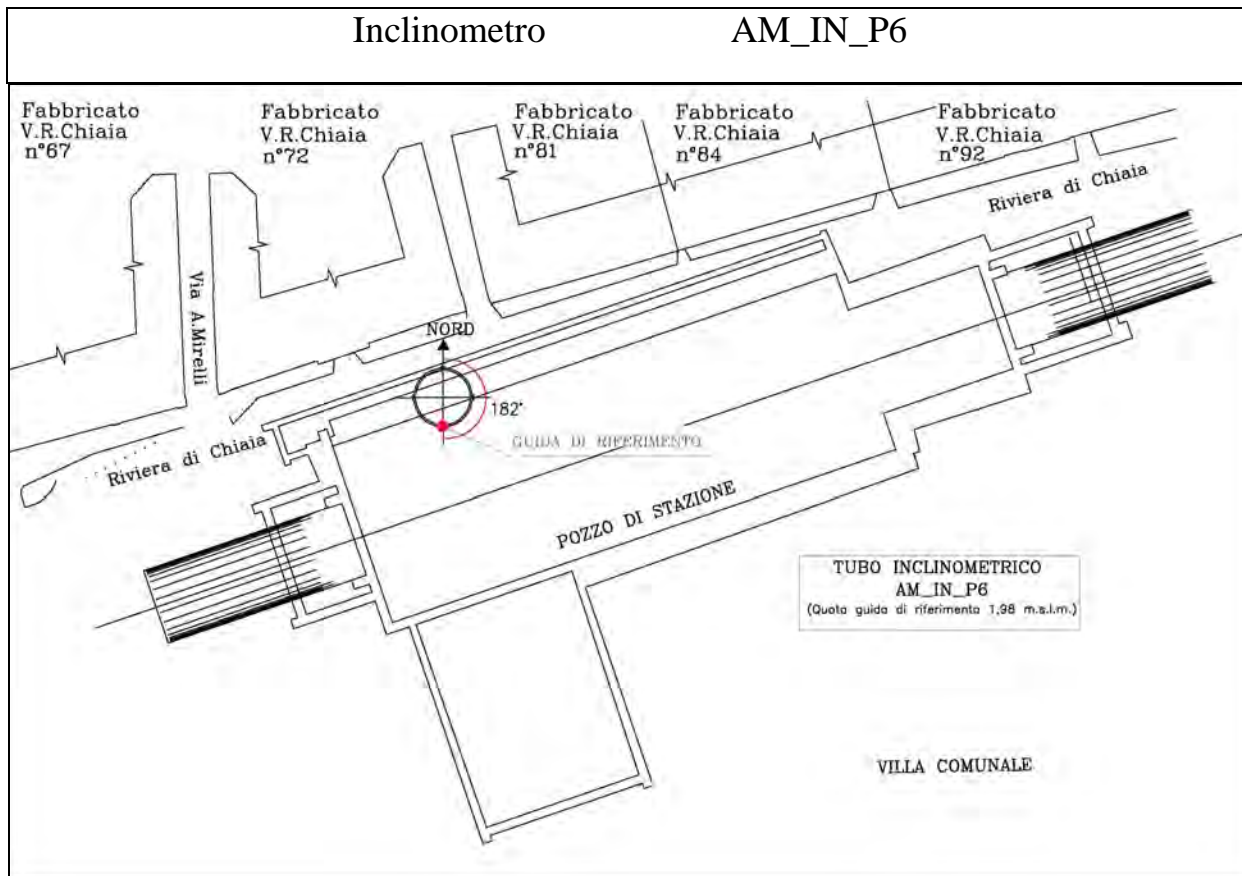 Inclinometro AM_IN_P6
Fabbricato
V.R.Chiaia
n°67
Fabbricato
V.R.Chiaia
n°72
Fabbricato
V.R.Chiaia
n°81
Fabbricato
V.R.Chiaia
n°84
Fabbricato
V.R.Chiaia
n°92
Riviera di Chiaia
Via A.Mirelli
NORD
182°
GUIDA DI RIFERIMENTO
Riviera di Chiaia
POZZO DI STAZIONE
TUBO INCLINOMETRICO
AM_IN_P6
(Quota guida di riferimento 1,98 m.s.l.m.)
VILLA COMUNALE